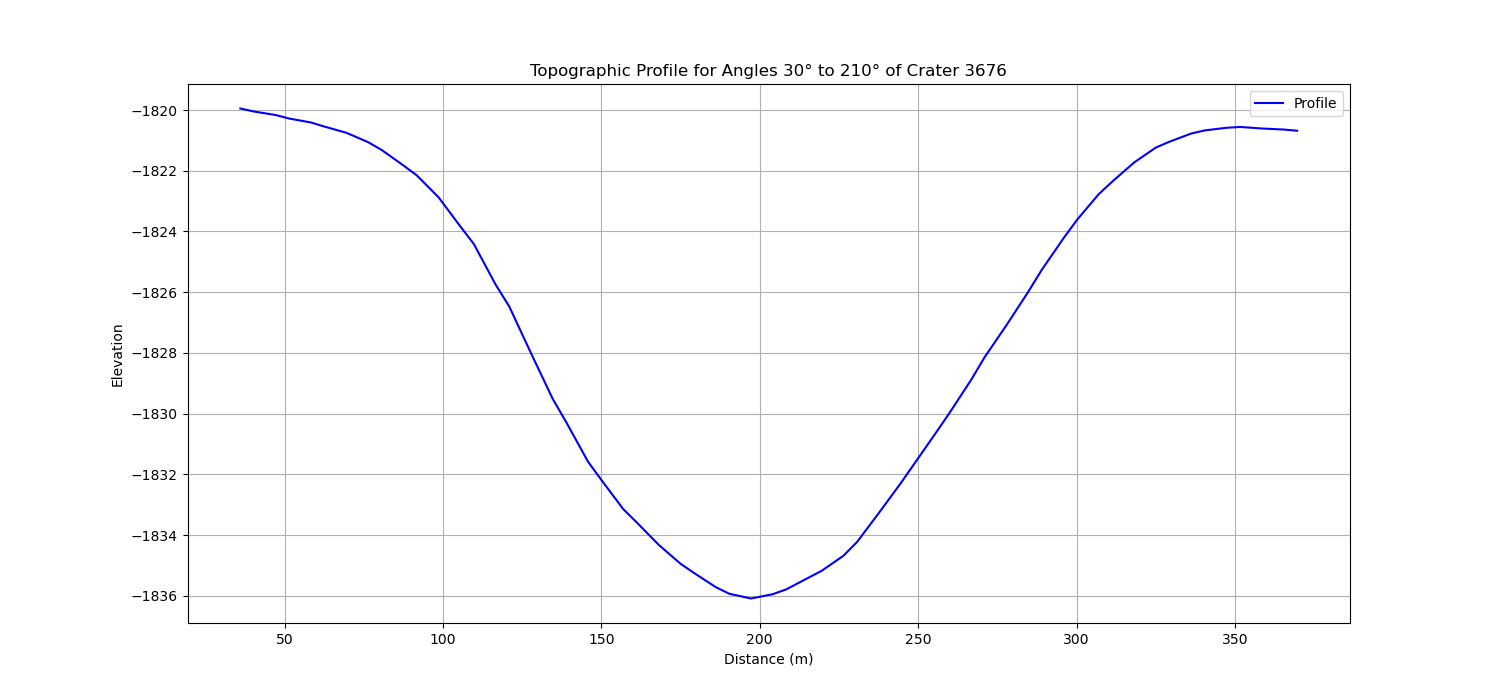 Topographic Profile for Angles 30° to 210° of Crater 3676
Profile
−1820
−1822
−1824
−1826
−1828
−1830
−1832
−1834
−1836
Elevation
50 100 150 200 250 300 350
Distance (m)